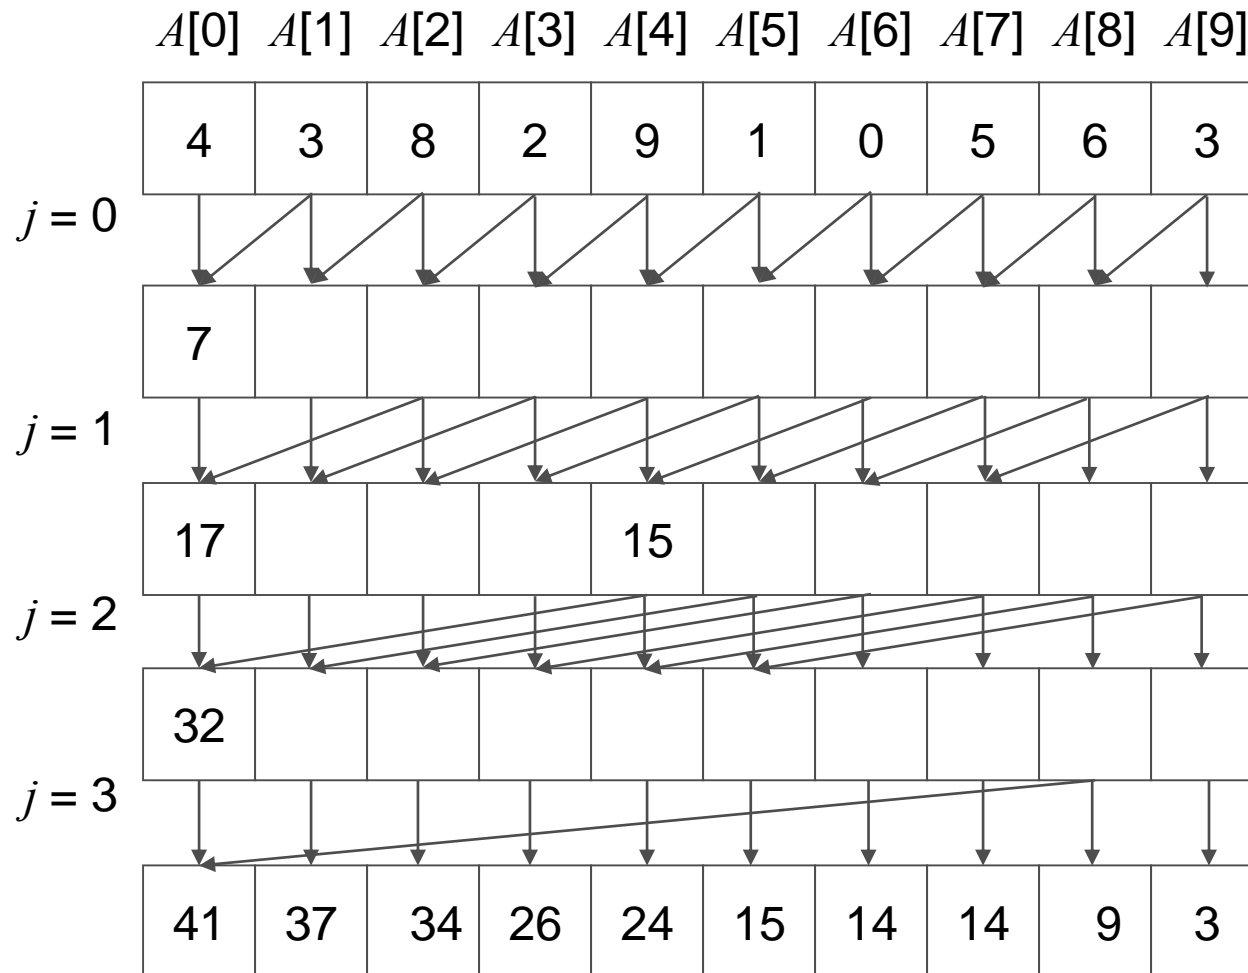 A[0] A[1] A[2] A[3] A[4] A[5] A[6] A[7] A[8] A[9]
4 3 8 2 9 1 0 5 6 3
j = 0
7
j = 1
17 15
j = 2
32
j = 3
41 37 34 26 24 15 14 14 9 3